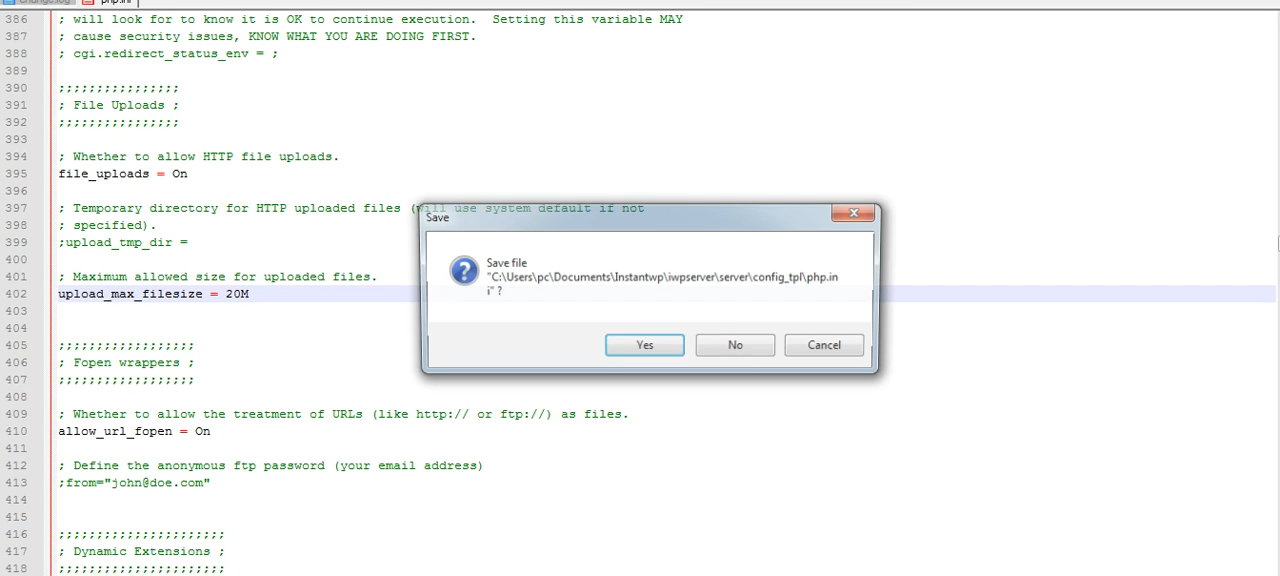 change.log php.ini
386 ; will look for to know it is OK to continue execution.  Setting this variable MAY
387 ; cause security issues, KNOW WHAT YOU ARE DOING FIRST.
388 ; cgi.redirect_status_env = ;
389
390 ;;;;;;;;;;;;;;;;
391 ; File Uploads ;
392 ;;;;;;;;;;;;;;;;
393
394 ; Whether to allow HTTP file uploads.
395 file_uploads = On
396
397 ; Temporary directory for HTTP uploaded files (will use system default if not
398 ; specified).
399 ;upload_tmp_dir =
400
401 ; Maximum allowed size for uploaded files.
402 upload_max_filesize = 20M
403
404
405 ;;;;;;;;;;;;;;;;;;
406 ; Fopen wrappers ;
407 ;;;;;;;;;;;;;;;;;;
408
409 ; Whether to allow the treatment of URLs (like http:// or ftp://) as files.
410 allow_url_fopen = On
411
412 ; Define the anonymous ftp password (your email address)
413 ;from="john@doe.com"
414
415
416 ;;;;;;;;;;;;;;;;;;;;;;
417 ; Dynamic Extensions ;
418 ;;;;;;;;;;;;;;;;;;;;;;
Save
Save file
"C:\Users\pc\Documents\Instantwp\iwpserver\server\config_tpl\php.in
i" ?
Yes No Cancel